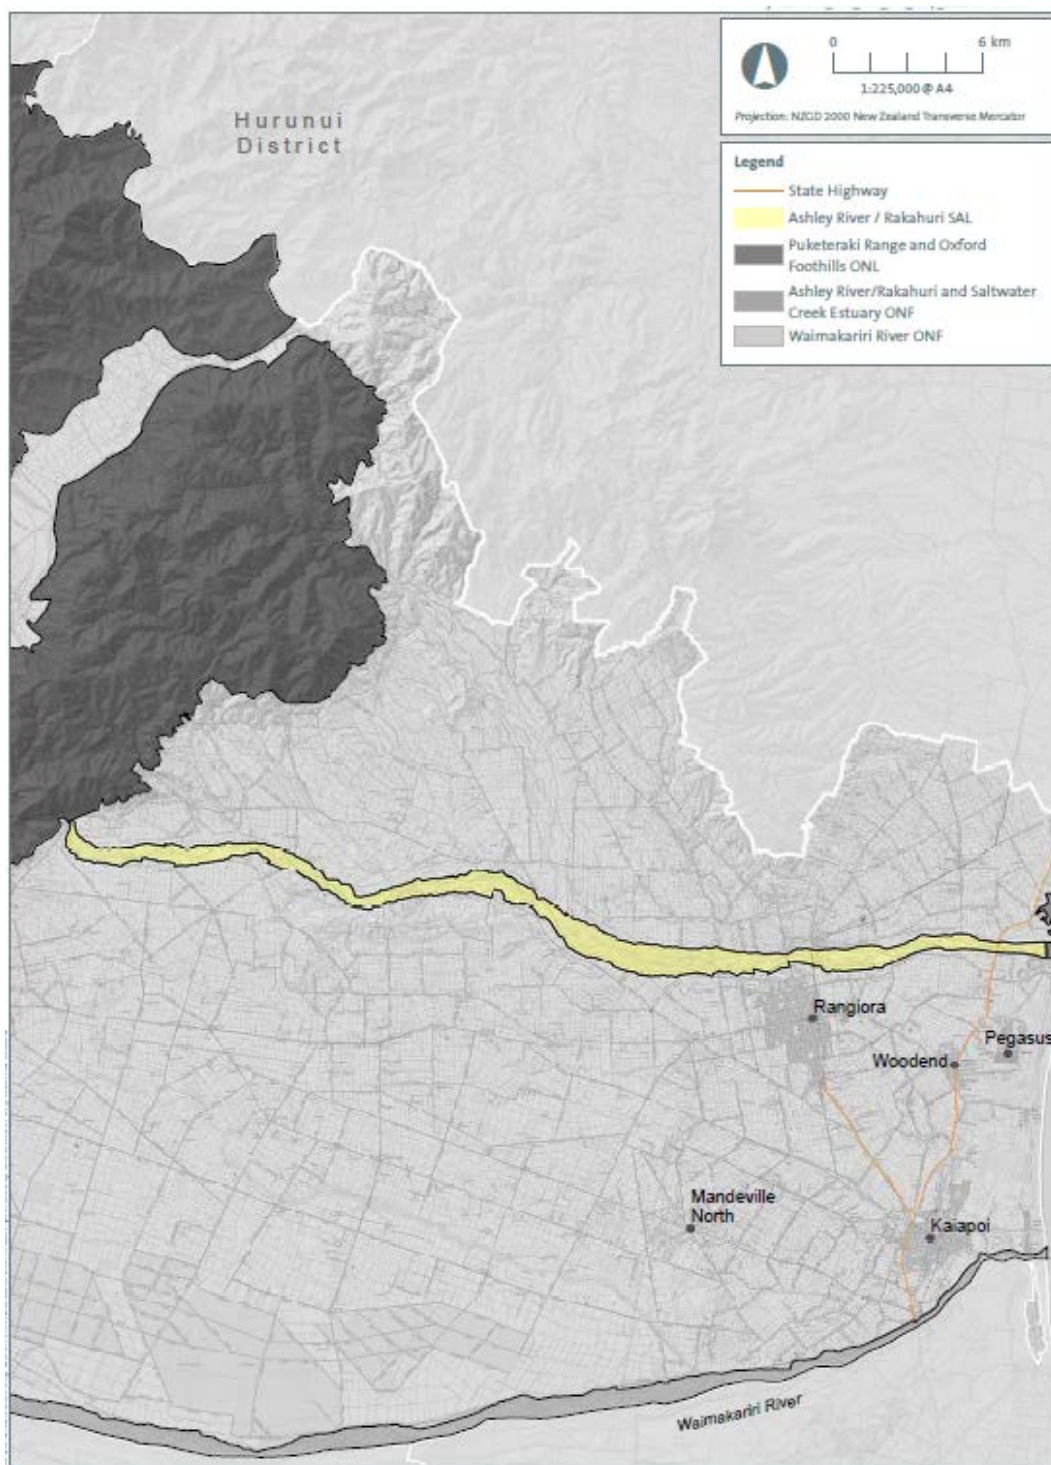 0 6 km
1:225,000 @ A4
Projection: NZGD 2000 New Zealand Transverse Mercator
Legend
State Highway
Ashley River / Rakahuri SAL
Puketeraki Range and Oxford
Foothills ONL
Ashley River/Rakahuri and Saltwater
Creek Estuary ONF
Waimakariri River ONF
Hurunui
District
Rangiora
Pegasus
Woodend
Mandeville
North
Kaiapoi
Waimakariri River